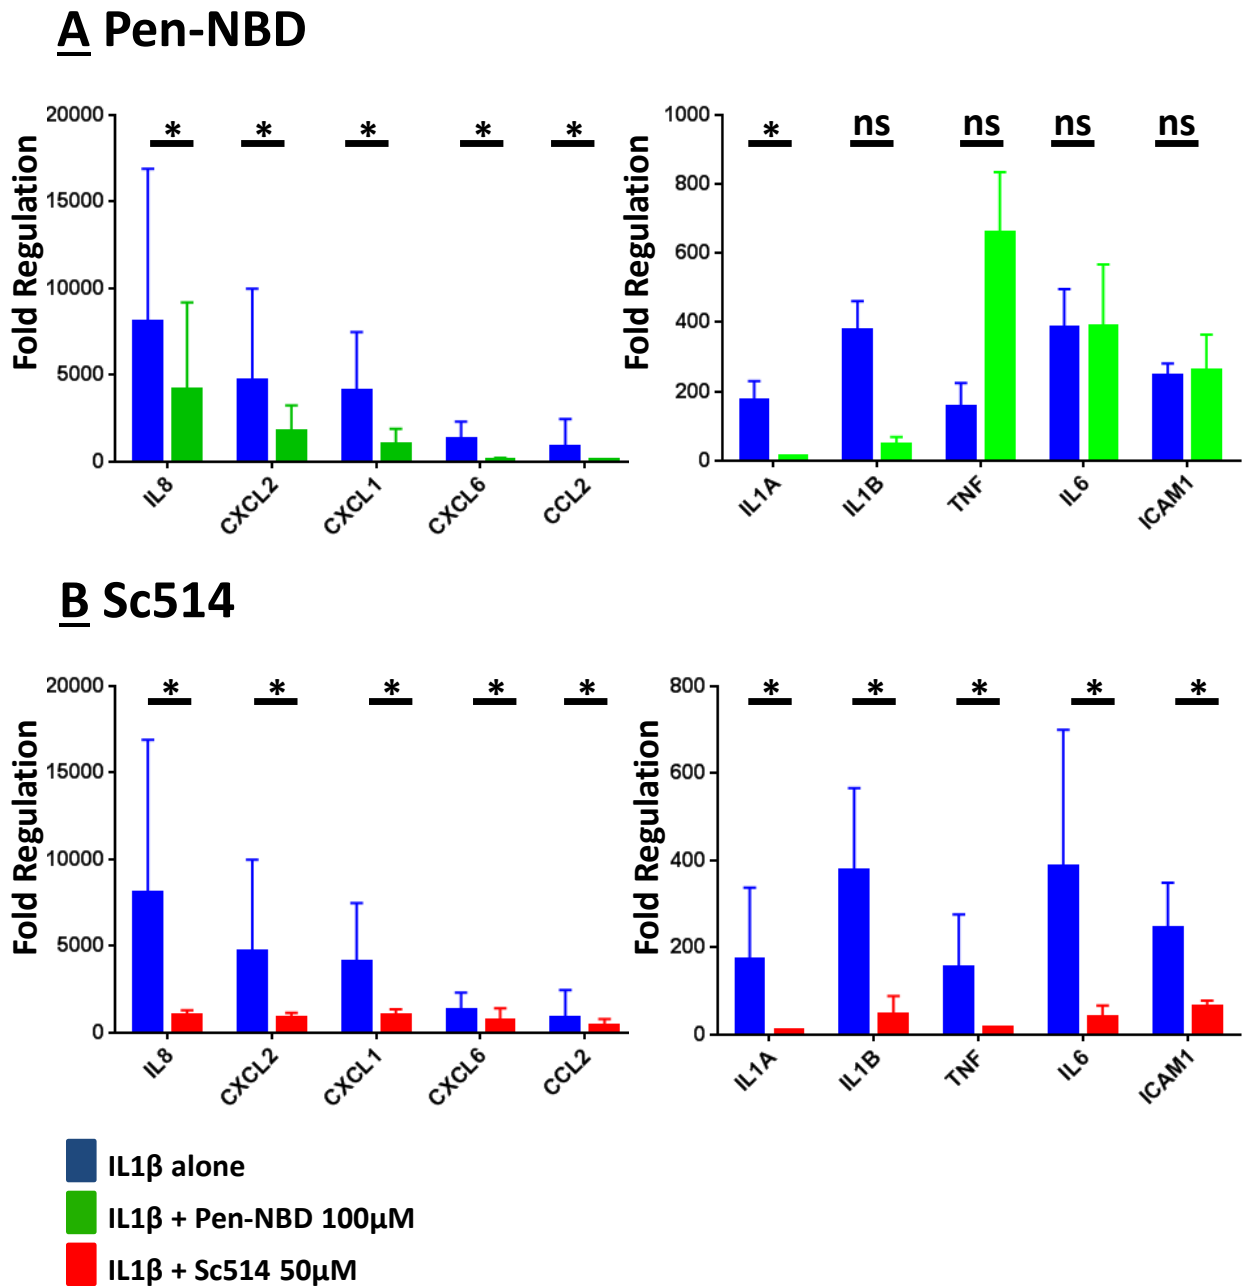 A Pen-NBD
20000
15000
10000
5000
0
Fold Regulation
* * * * *
IL8 CXCL2 CXCL1 CXCL6 CCL2
1000
800
600
400
200
0
Fold Regulation
* ns ns ns ns
IL1A IL1B TNF IL6 ICAM1
B Sc514
20000
15000
10000
5000
0
Fold Regulation
* * * * *
IL8 CXCL2 CXCL1 CXCL6 CCL2
800
600
400
200
0
Fold Regulation
* * * * *
IL1A IL1B TNF IL6 ICAM1
IL1β alone
IL1β + Pen-NBD 100μM
IL1β + Sc514 50μM